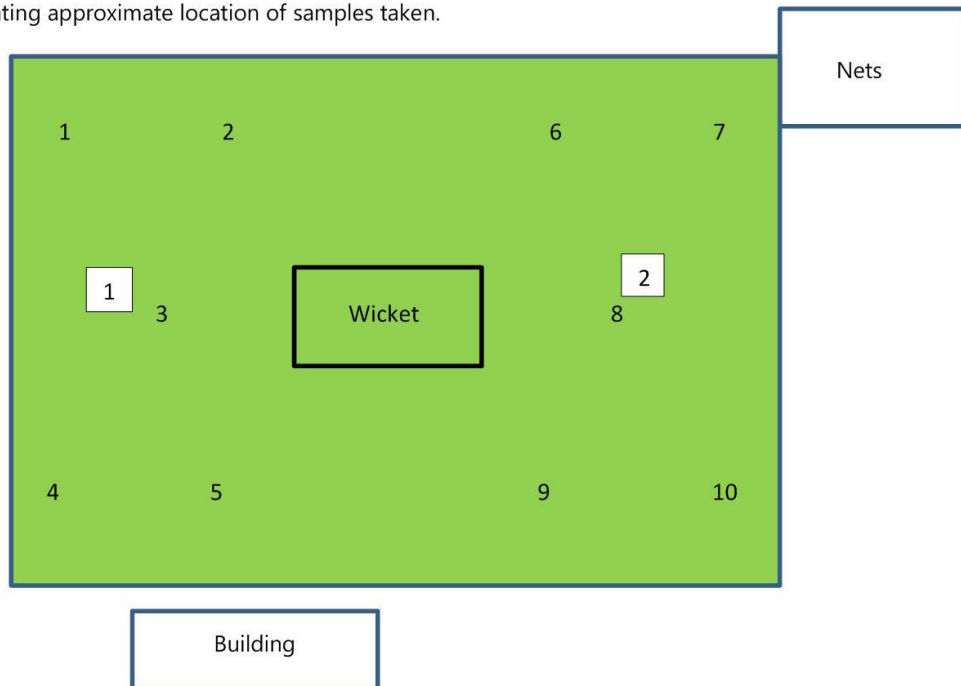 approximate location of samples taken.
Nets
1 2 6 7
1 2
3 Wicket 8
4 5 9 10
Building